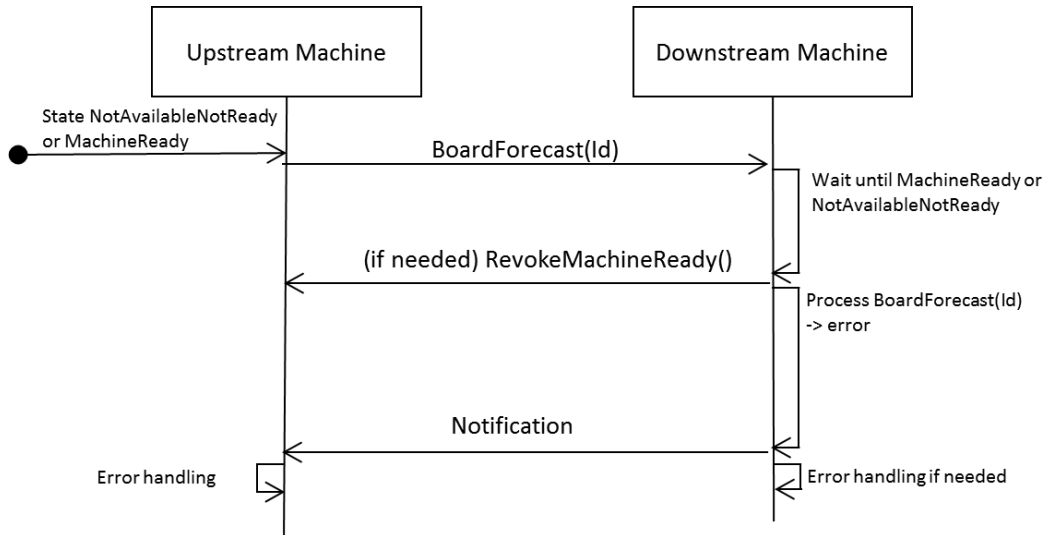 Upstream Machine
Downstream Machine
State NotAvailableNotReady
or MachineReady
BoardForecast(Id)
Wait until MachineReady or
NotAvailableNotReady
(if needed) RevokeMachineReady()
Process BoardForecast(Id)
-> error
Notification
Error handling
Error handling if needed